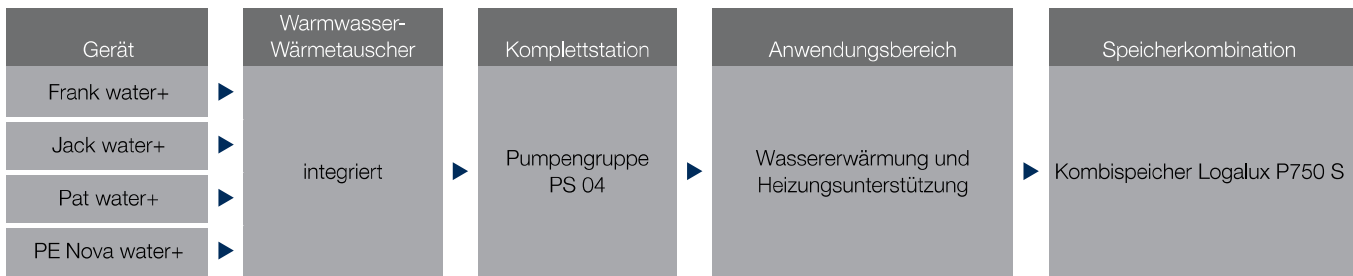 Gerät
Warmwasser-
Wärmetauscher
Komplettstation
Anwendungsbereich
Speicherkombination
Frank water+
Jack water+
Pat water+
PE Nova water+
integriert
Pumpengruppe
PS 04
Wassererwärmung und
Heizungsunterstützung
Kombispeicher Logalux P750 S